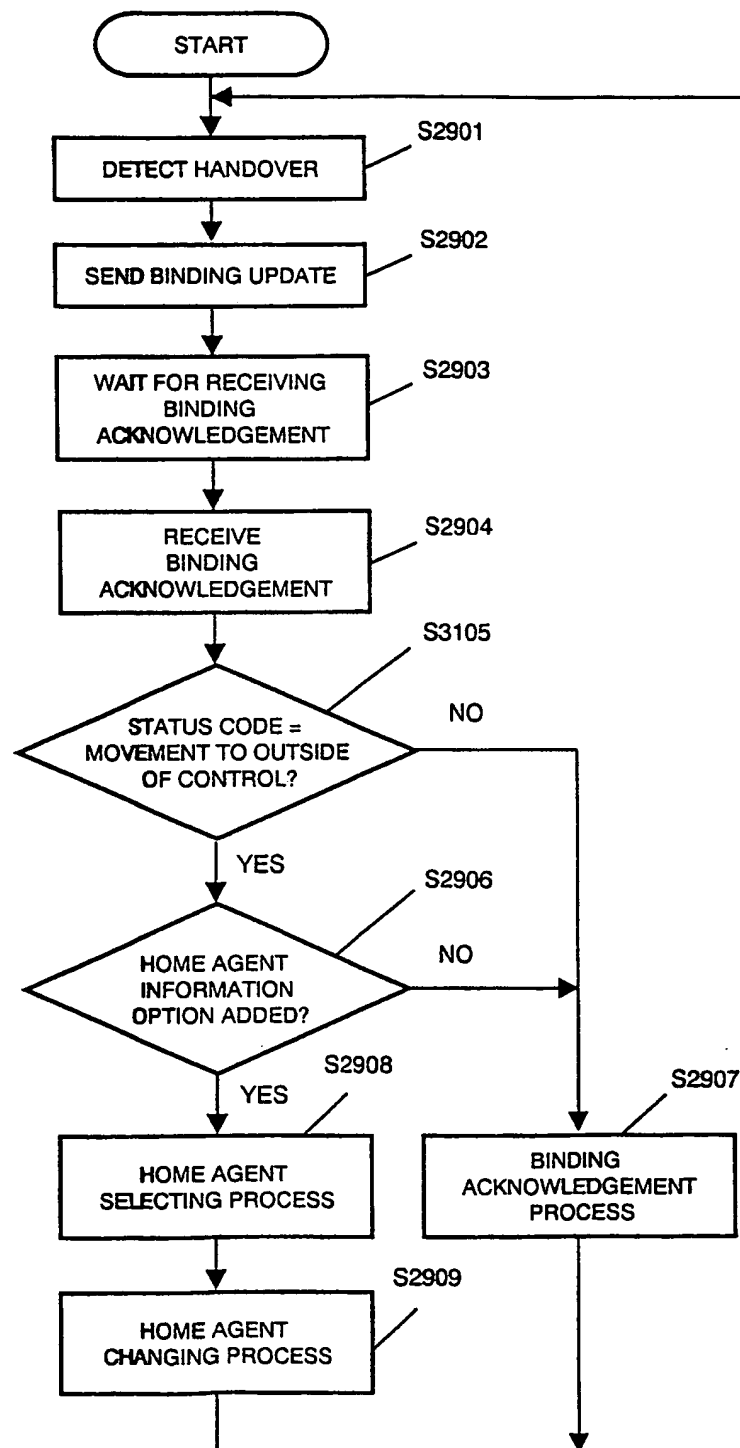 START
S2901
DETECT HANDOVER
S2902
SEND BINDING UPDATE
S2903
WAIT FOR RECEIVING
BINDING
ACKNOWLEDGEMENT
S2904
RECEIVE
BINDING
ACKNOWLEDGEMENT
S3105
STATUS CODE =
MOVEMENT TO OUTSIDE
OF CONTROL?
NO
YES
S2906
HOME AGENT
INFORMATION
OPTION ADDED?
NO
YES
S2908
HOME AGENT
SELECTING PROCESS
S2907
BINDING
ACKNOWLEDGEMENT
PROCESS
S2909
HOME AGENT
CHANGING PROCESS